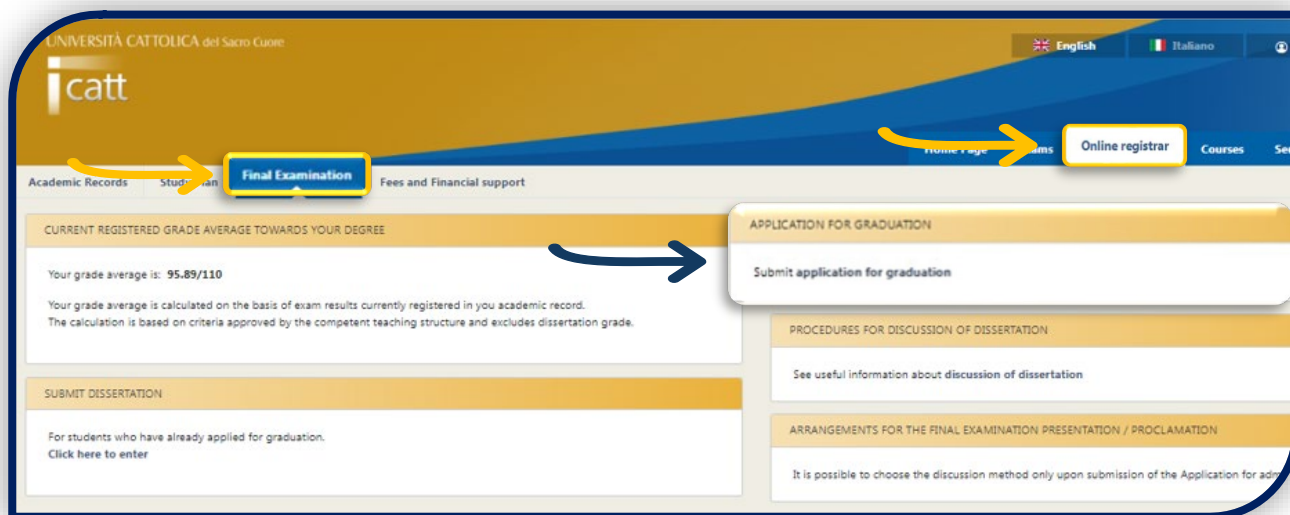 UNIVERSITÀ CATTOLICA del Sacro Cuore
icatt
English
Italiano
Home Page
Online registrar
Courses
Academic Records
Final Examination
Fees and Financial support
CURRENT REGISTERED GRADE AVERAGE TOWARDS YOUR DEGREE
Your grade average is: 95.89/110
Your grade average is calculated on the basis of exam results currently registered in you academic record.
The calculation is based on criteria approved by the competent teaching structure and excludes dissertation grade.
SUBMIT DISSERTATION
For students who have already applied for graduation.
Click here to enter
APPLICATION FOR GRADUATION
Submit application for graduation
PROCEDURES FOR DISCUSSION OF DISSERTATION
See useful information about discussion of dissertation
ARRANGEMENTS FOR THE FINAL EXAMINATION PRESENTATION / PROCLAMATION
It is possible to choose the discussion method only upon submission of the Application for